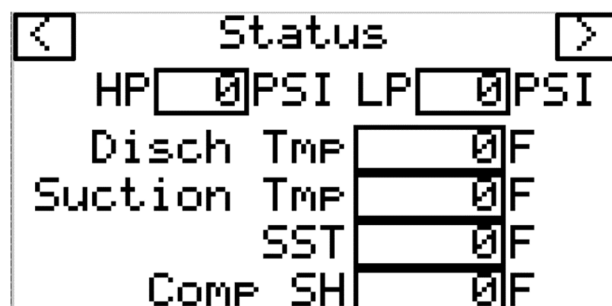 < Status >
HP 0 PSI LP 0 PSI
Disch Tmp 0 F
Suction Tmp 0 F
SST 0 F
Comp SH 0 F